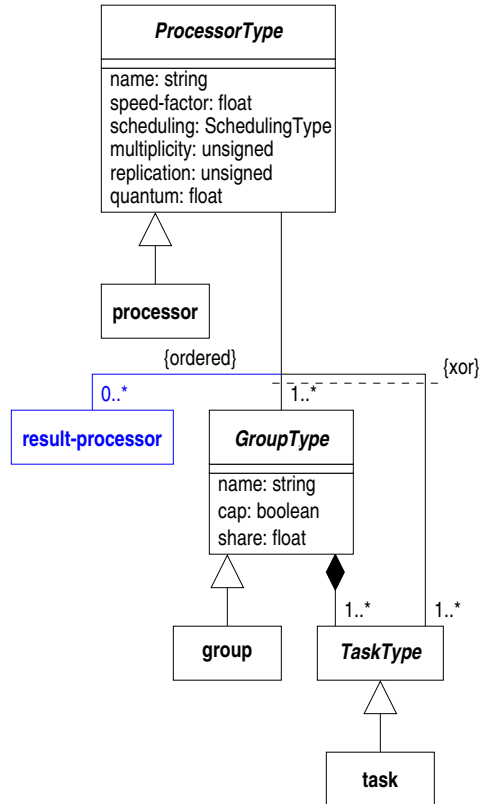 ProcessorType
name: string
speed-factor: float
scheduling: SchedulingType
multiplicity: unsigned
replication: unsigned
quantum: float
processor
{ordered}
{xor}
0..*
1..*
result-processor
GroupType
name: string
cap: boolean
share: float
1..*
1..*
group
TaskType
task